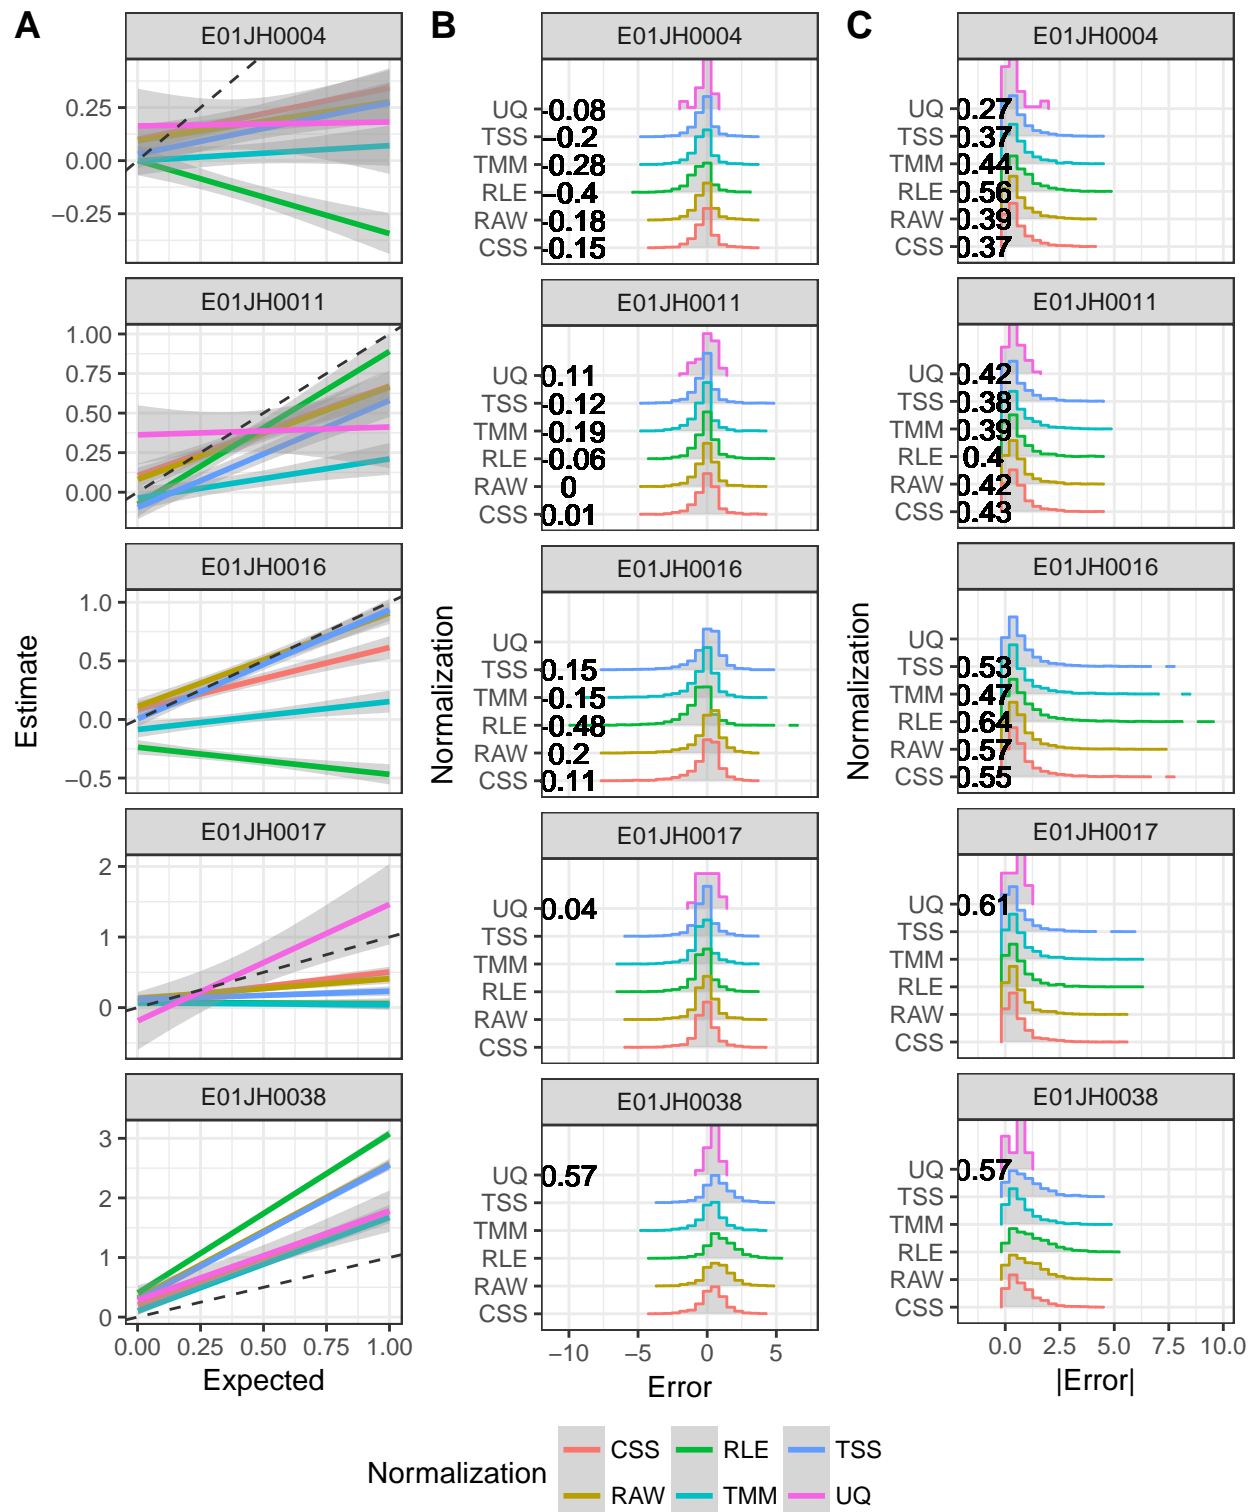 A
E01JH0004
0.25
0.00
−0.25
E01JH0011
1.00
0.75
0.50
0.25
0.00
E01JH0016
1.0
0.5
0.0
−0.5
E01JH0017
2
1
0
E01JH0038
3
2
1
0
0.00 0.25 0.50 0.75 1.00
Expected
Estimate
B
E01JH0004
UQ −0.08
TSS −0.2
TMM −0.28
RLE −0.4
RAW −0.18
CSS −0.15
E01JH0011
UQ 0.11
TSS −0.12
TMM −0.19
RLE −0.06
RAW 0
CSS 0.01
E01JH0016
UQ
TSS 0.15
TMM −0.15
RLE −0.48
RAW 0.2
CSS 0.11
E01JH0017
UQ 0.04
TSS
TMM
RLE
RAW
CSS
E01JH0038
UQ 0.57
TSS
TMM
RLE
RAW
CSS
−10 −5 0 5
Error
Normalization
C
E01JH0004
UQ 0.27
TSS 0.37
TMM 0.44
RLE 0.56
RAW 0.39
CSS 0.37
E01JH0011
UQ 0.42
TSS 0.38
TMM 0.39
RLE 0.4
RAW 0.42
CSS 0.43
E01JH0016
UQ
TSS 0.53
TMM 0.47
RLE 0.64
RAW 0.57
CSS 0.55
E01JH0017
UQ 0.61
TSS
TMM
RLE
RAW
CSS
E01JH0038
UQ 0.57
TSS
TMM
RLE
RAW
CSS
0.0 2.5 5.0 7.5 10.0
|Error|
Normalization
Normalization
CSS RLE TSS
RAW TMM UQ